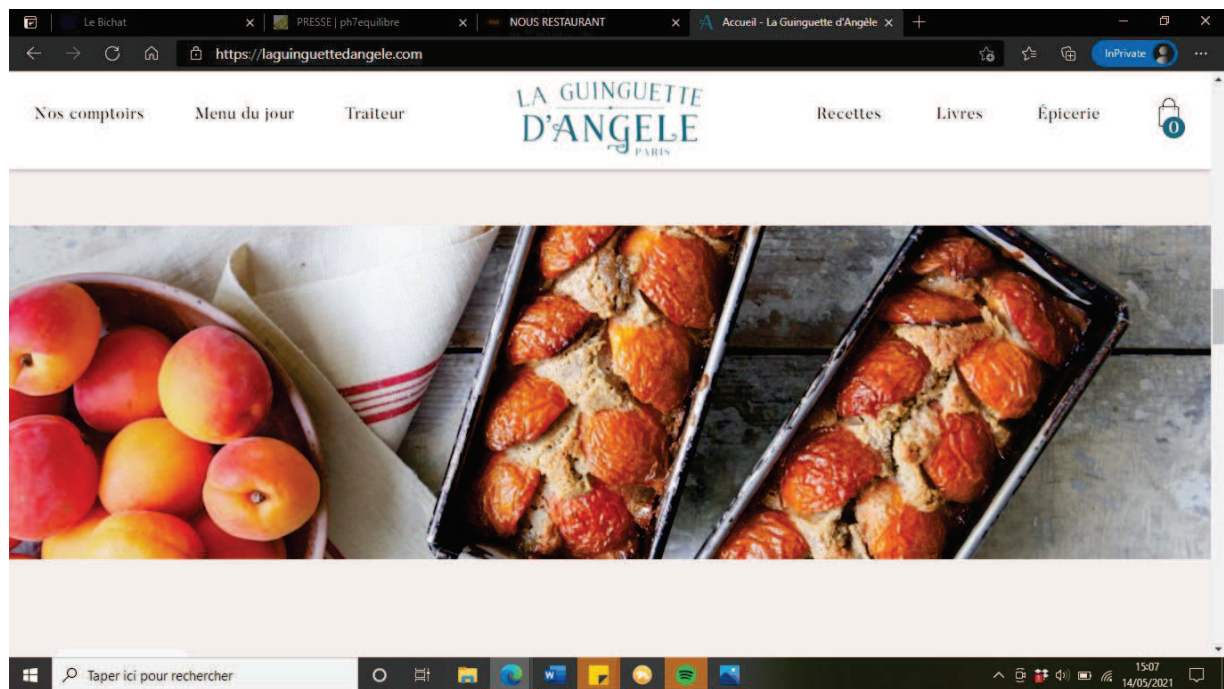 Le Bichat
PRESSE | ph7equilibre
NOUS RESTAURANT
Accueil - La Guinguette d'Angèle
https://laguinguettedangele.com
InPrivate
Nos comptoirs
Menu du jour
Traiteur
LA GUINGUETTE
D'ANGELE
PARIS
Recettes
Livres
Épicerie
0
Taper ici pour rechercher
15:07
14/05/2021